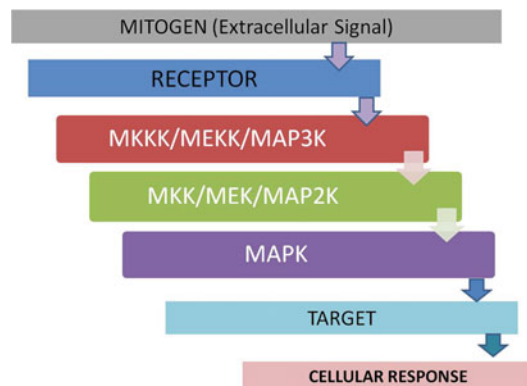 MITOGEN (Extracellular Signal)
RECEPTOR
MKKK/MEKK/MAP3K
MKK/MEK/MAP2K
MAPK
TARGET
CELLULAR RESPONSE